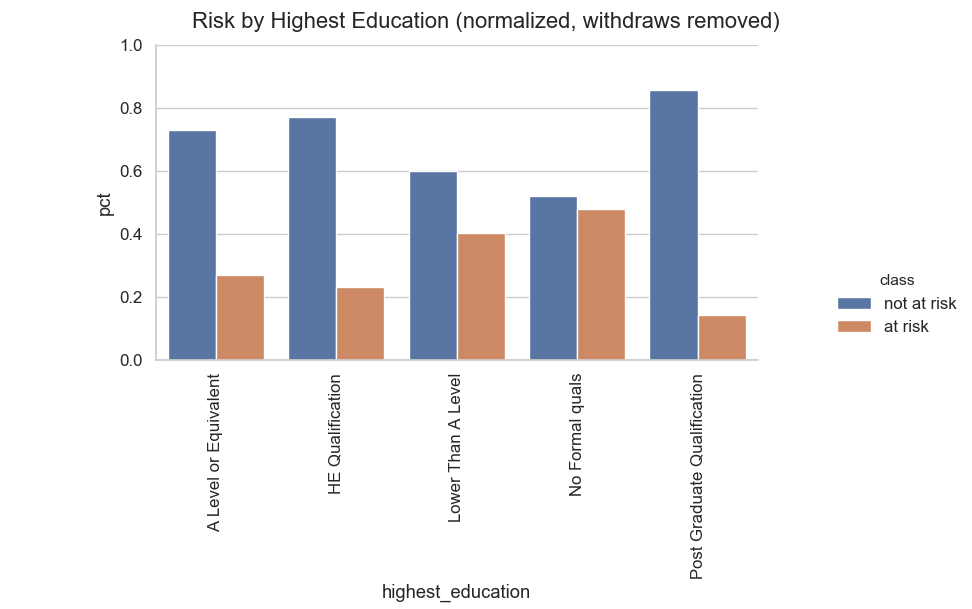 Risk by Highest Education (normalized, withdraws removed)
pct
1.0
0.8
0.6
0.4
0.2
0.0
A Level or Equivalent
HE Qualification
Lower Than A Level
No Formal quals
Post Graduate Qualification
highest_education
class
not at risk
at risk